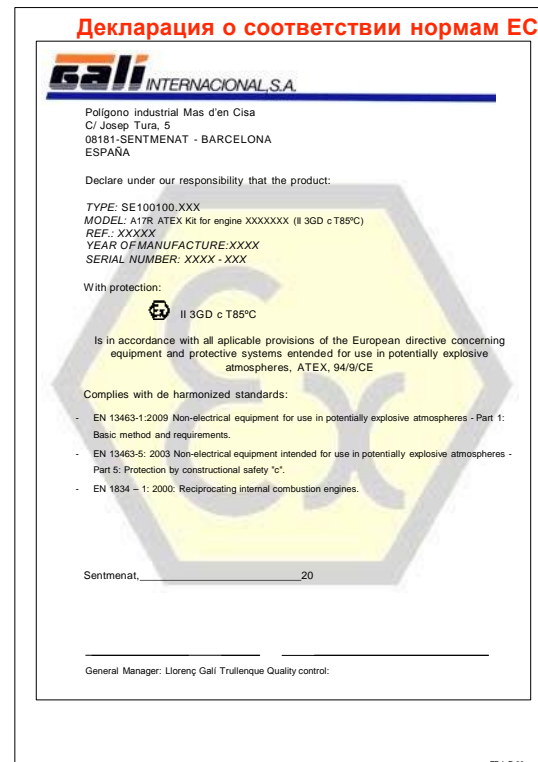 Декларация о соответствии нормам ЕС
Gali INTERNACIONAL,S.A.
Polígono industrial Mas d'en Cisa
C/ Josep Tura, 5
08181-SENTMENAT - BARCELONA
ESPAÑA
Declare under our responsibility that the product:
TYPE: SE100100.XXX
MODEL: A17R ATEX Kit for engine XXXXXXX (II 3GD c T85ºC)
REF.: XXXXX
YEAR OF MANUFACTURE:XXXX
SERIAL NUMBER: XXXX - XXX
With protection:
Ex II 3GD c T85ºC
Is in accordance with all aplicable provisions of the European directive concerning
equipment and protective systems entended for use in potentially explosive
atmospheres, ATEX, 94/9/CE
Complies with de harmonized standards:
- EN 13463-1:2009 Non-electrical equipment for use in potentially explosive atmospheres - Part 1:
Basic method and requirements.
- EN 13463-5: 2003 Non-electrical equipment intended for use in potentially explosive atmospheres -
Part 5: Protection by constructional safety "c".
- EN 1834 – 1: 2000: Reciprocating internal combustion engines.
Sentmenat,____________________________20
General Manager: Llorenç Galí Trullenque Quality control: